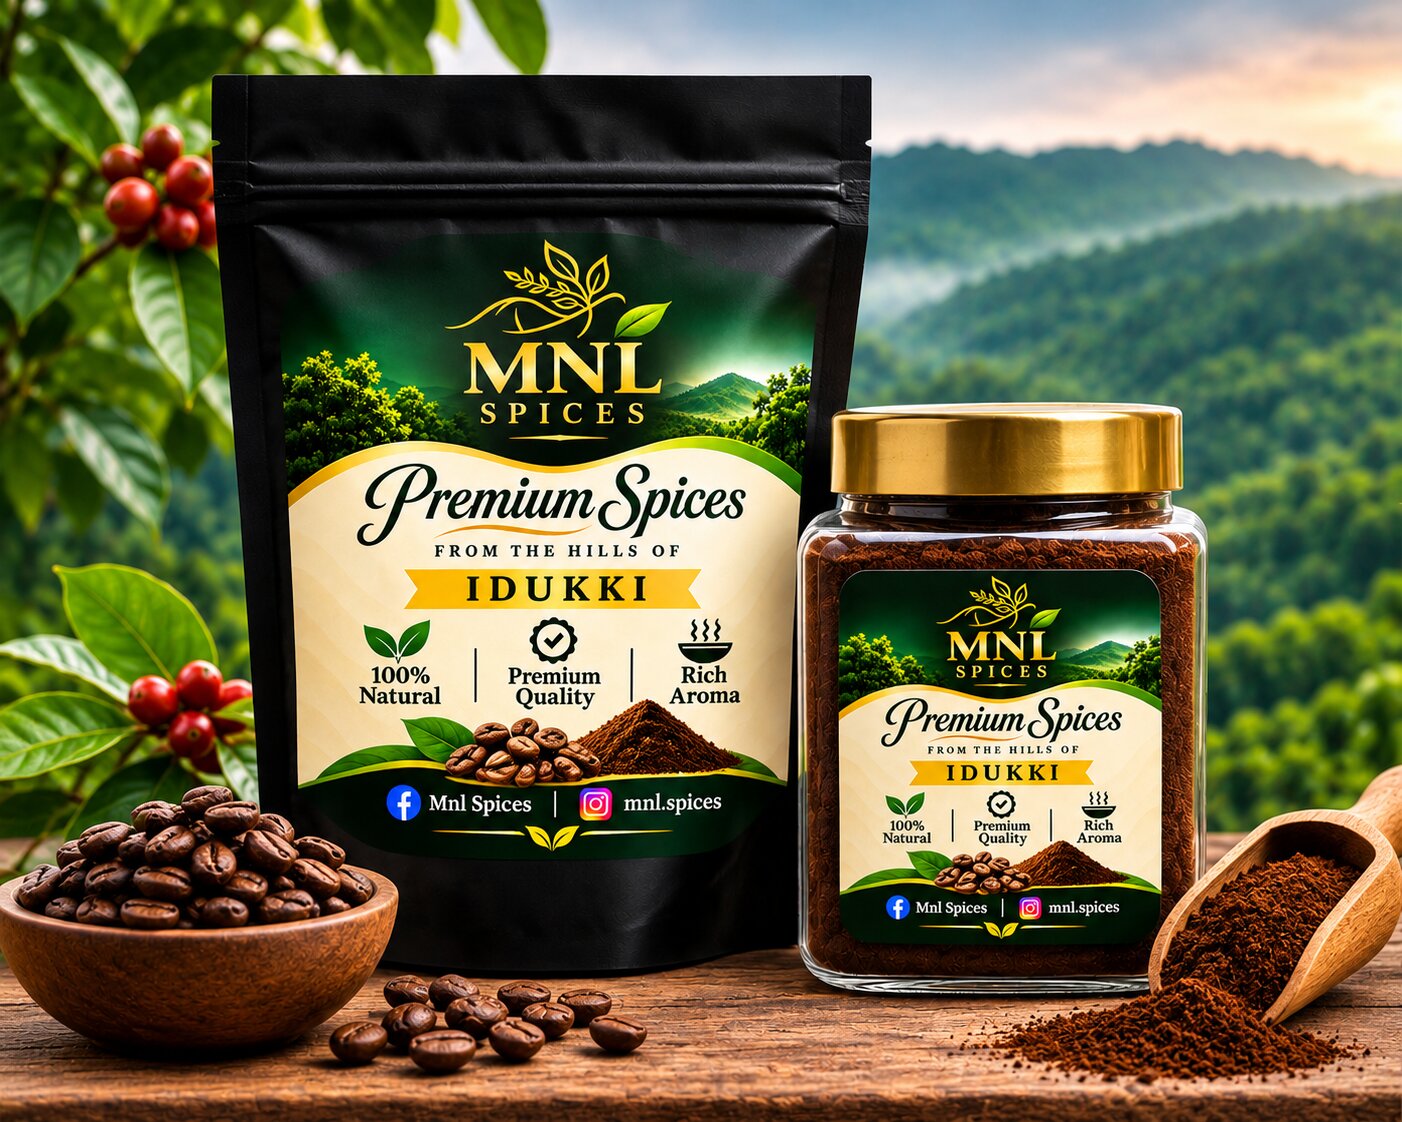 MNL
SPICES
Premium Spices
FROM THE HILLS OF
IDUKKI
100%
Natural
Premium
Quality
Rich
Aroma
Mnl Spices
mnl.spices
MNL
SPICES
Premium Spices
FROM THE HILLS OF
IDUKKI
100%
Natural
Premium
Quality
Rich
Aroma
Mnl Spices
mnl.spices